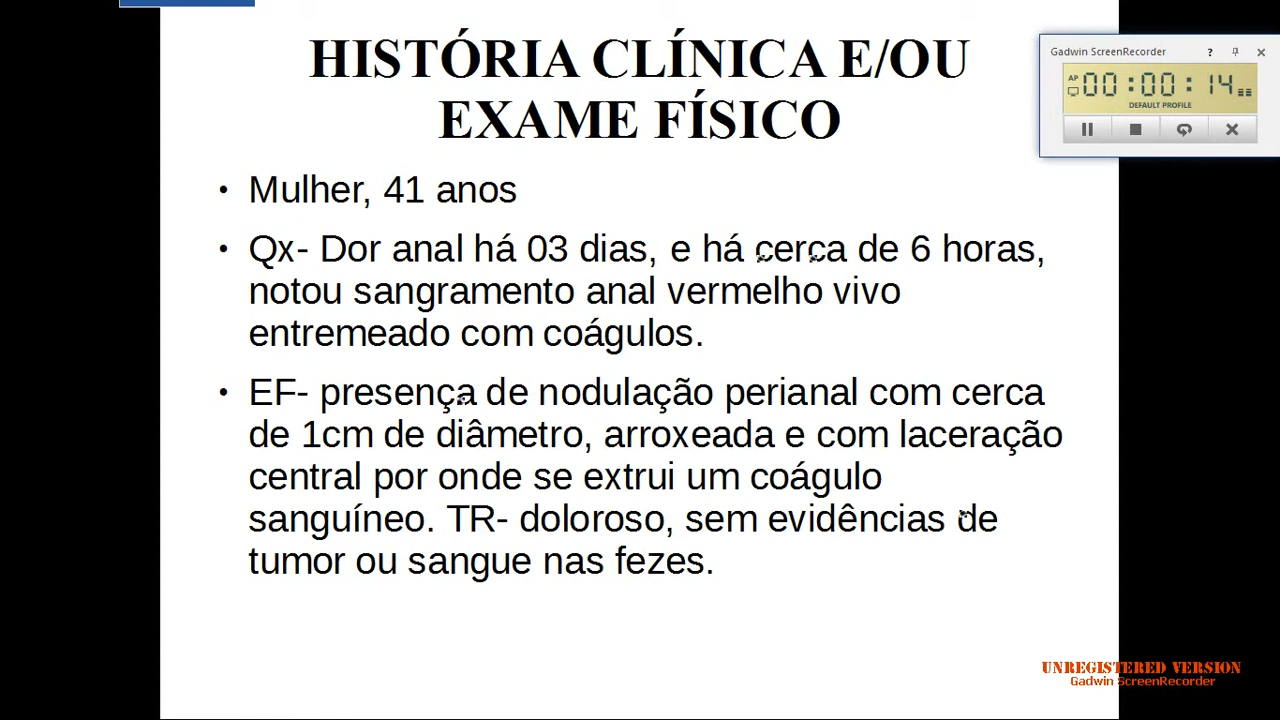 HISTÓRIA CLÍNICA E/OU
EXAME FÍSICO
• Mulher, 41 anos
• Qx- Dor anal há 03 dias, e há cerca de 6 horas,
notou sangramento anal vermelho vivo
entremeado com coágulos.
• EF- presença de nodulação perianal com cerca
de 1cm de diâmetro, arroxeada e com laceração
central por onde se extrui um coágulo
sanguíneo. TR- doloroso, sem evidências de
tumor ou sangue nas fezes.
Gadwin ScreenRecorder ?
AP 00:00:14
DEFAULT PROFILE
UNREGISTERED VERSION
Gadwin ScreenRecorder